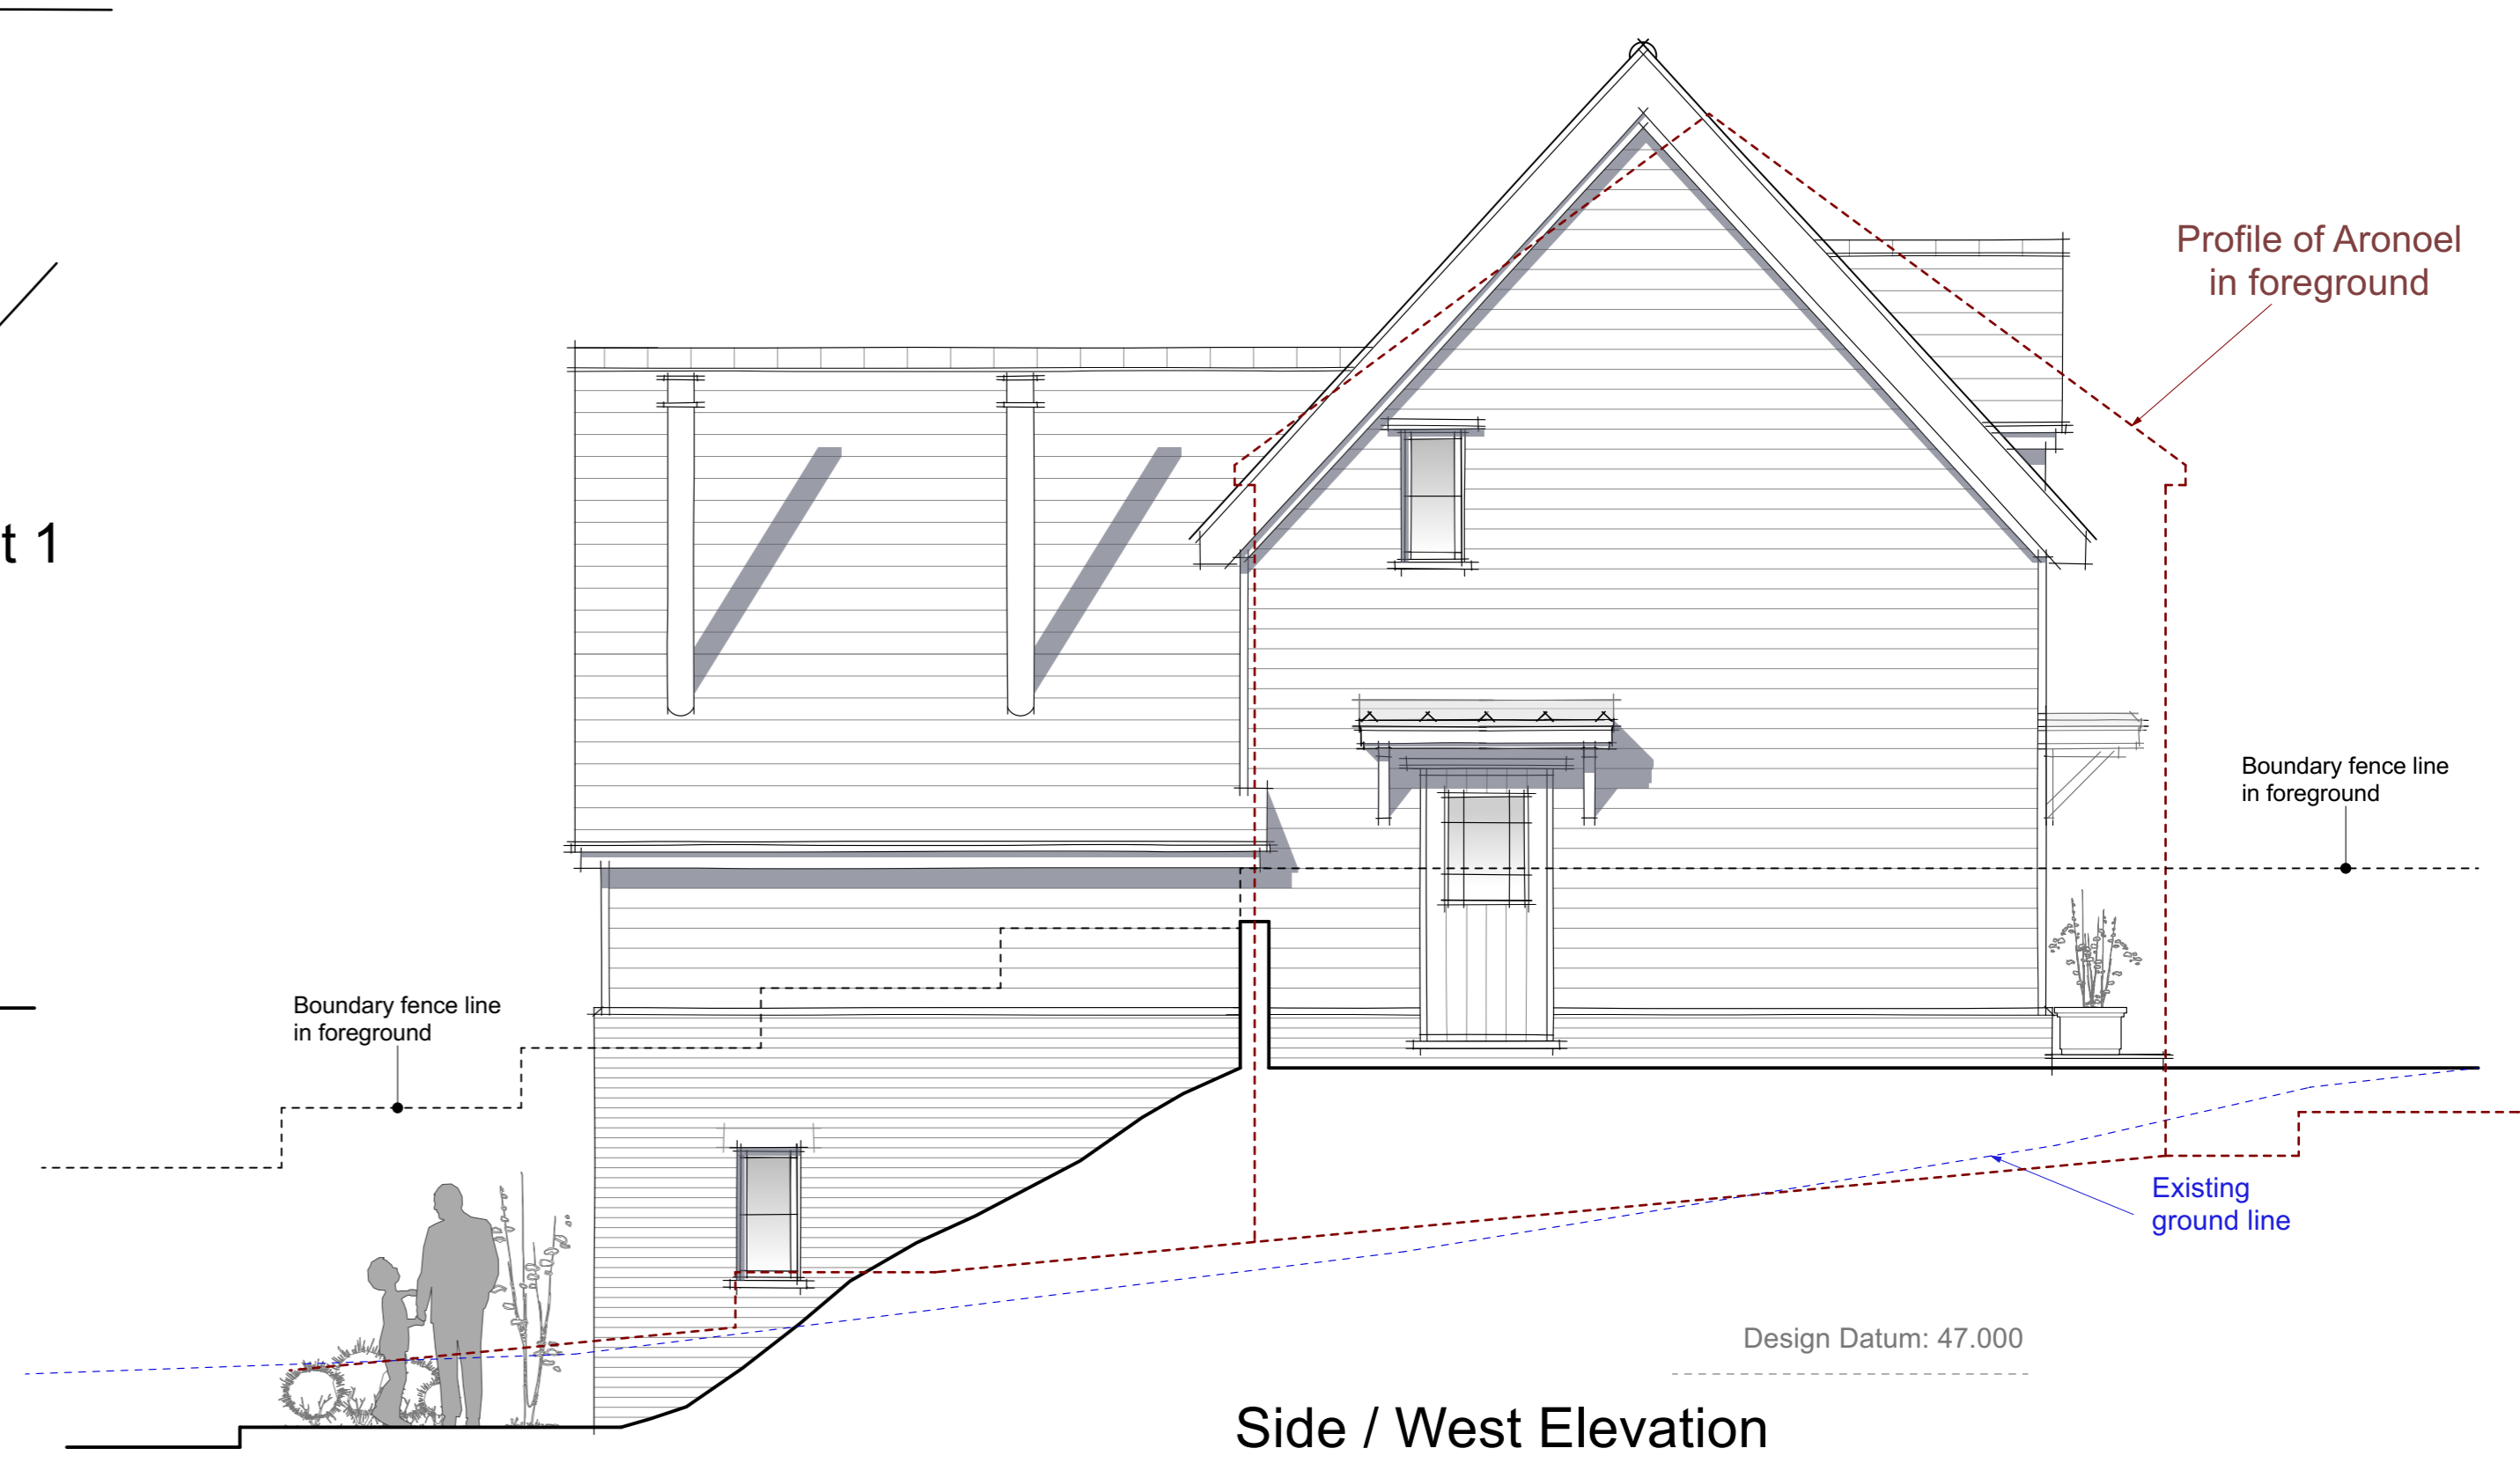 Profile of Aronoel
in foreground
t 1
Boundary fence line
in foreground
Boundary fence line
in foreground
Existing
ground line
Design Datum: 47.000
Side / West Elevation